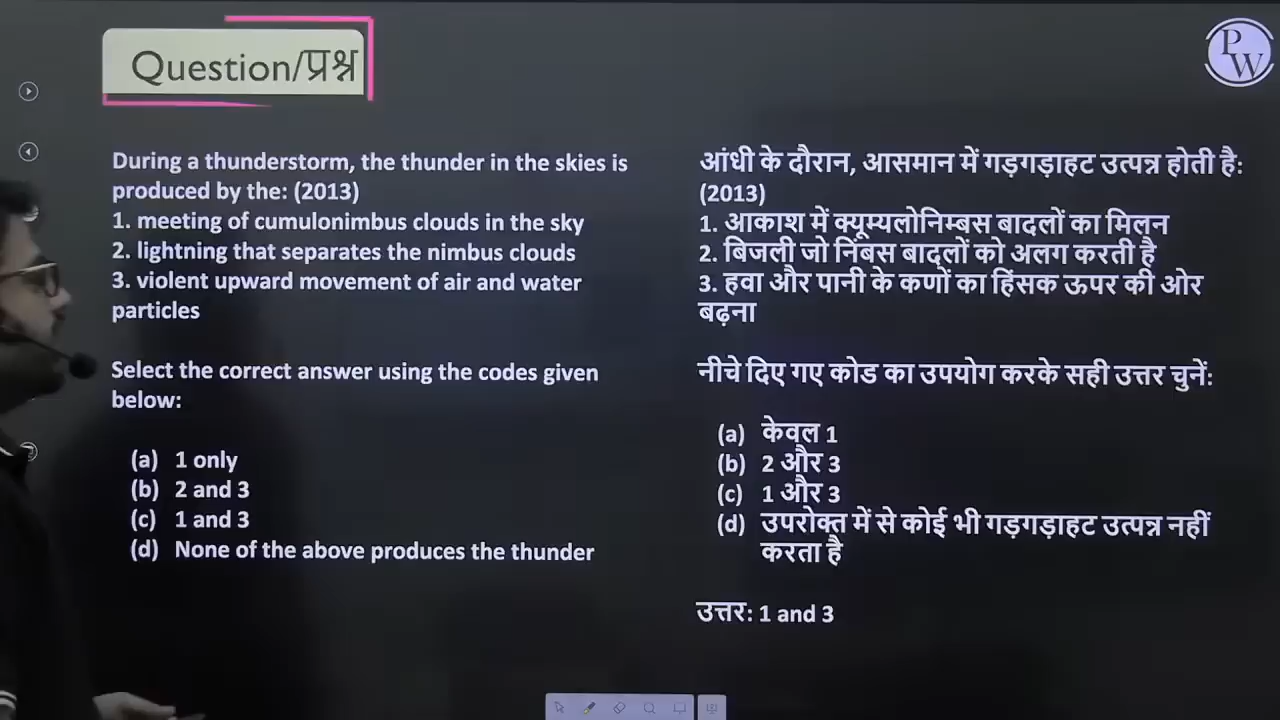 Question/प्रश्न
PW
During a thunderstorm, the thunder in the skies is
produced by the: (2013)
1. meeting of cumulonimbus clouds in the sky
2. lightning that separates the nimbus clouds
3. violent upward movement of air and water
particles
Select the correct answer using the codes given
below:
(a) 1 only
(b) 2 and 3
(c) 1 and 3
(d) None of the above produces the thunder
आंधी के दौरान, आसमान में गड़गड़ाहट उत्पन्न होती है:
(2013)
1. आकाश में क्यूम्यलोनिम्बस बादलों का मिलन
2. बिजली जो निंबस बादलों को अलग करती है
3. हवा और पानी के कणों का हिंसक ऊपर की ओर
बढ़ना
नीचे दिए गए कोड का उपयोग करके सही उत्तर चुनें:
(a) केवल 1
(b) 2 और 3
(c) 1 और 3
(d) उपरोक्त में से कोई भी गड़गड़ाहट उत्पन्न नहीं
करता है
उत्तर: 1 and 3